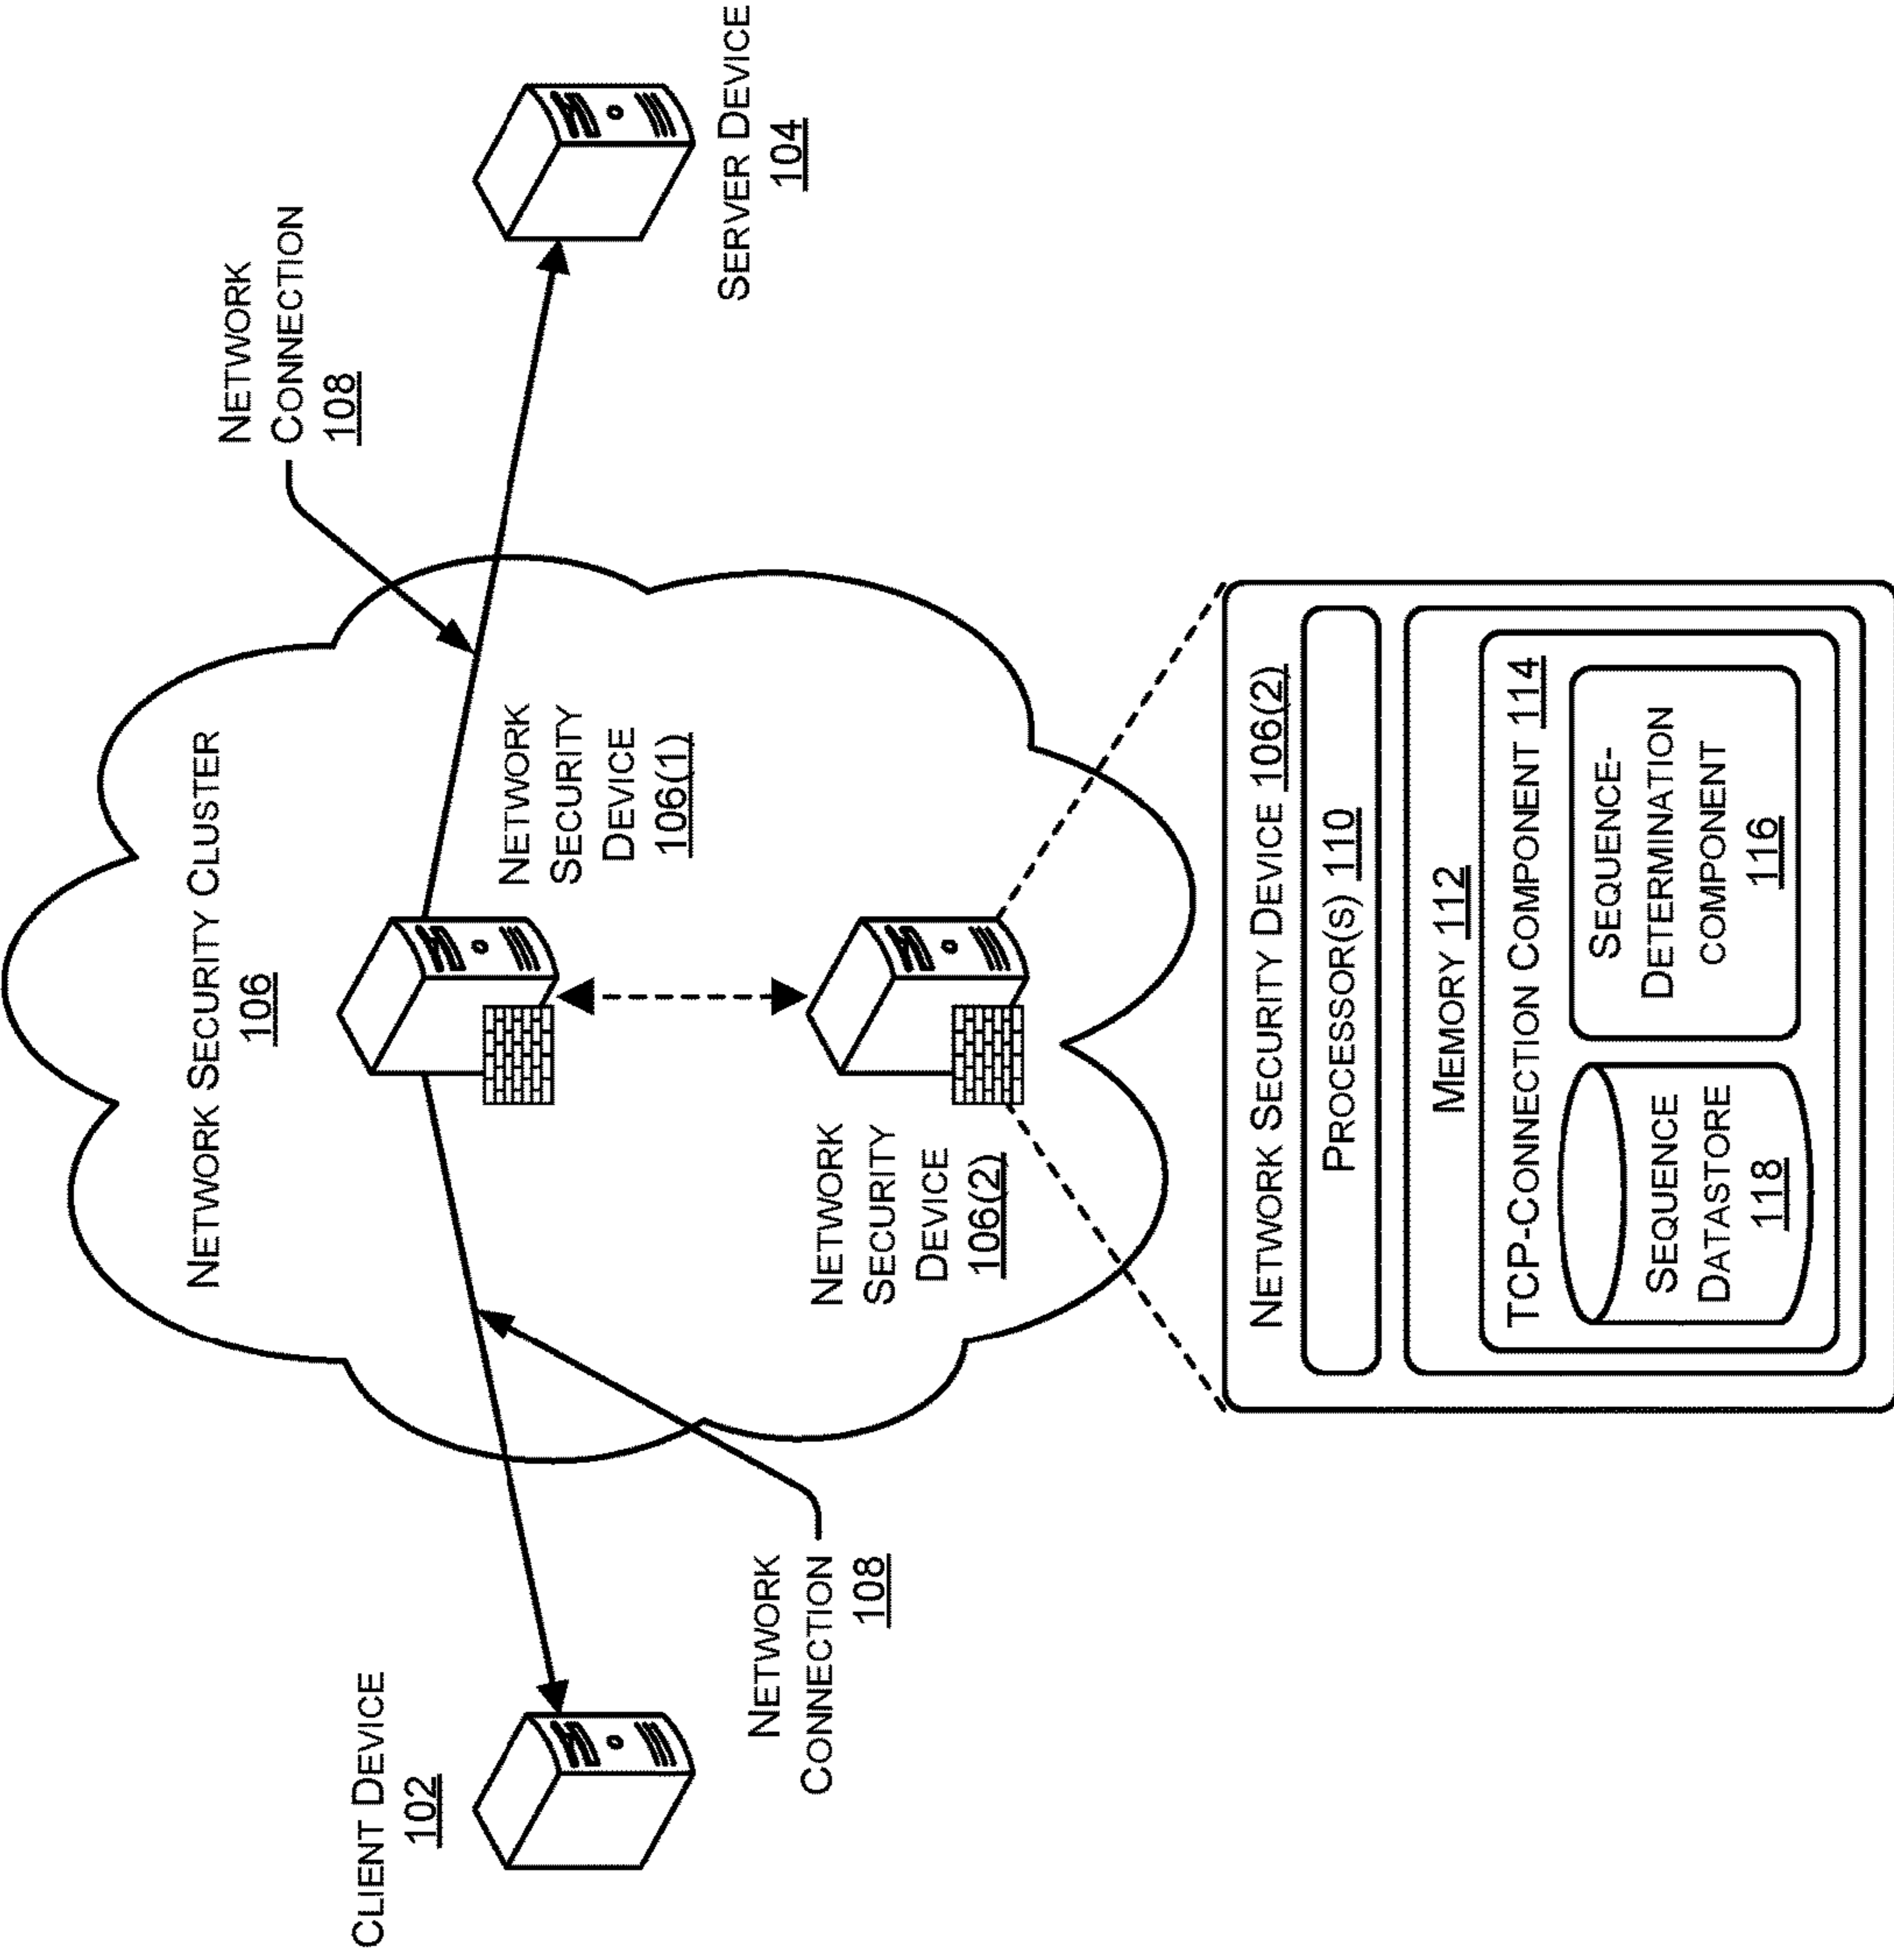 NETWORK SECURITY CLUSTER
106
CLIENT DEVICE
102
NETWORK
CONNECTION
108
SERVER DEVICE
104
NETWORK
SECURITY
DEVICE
106(1)
NETWORK
CONNECTION
108
NETWORK
SECURITY
DEVICE
106(2)
NETWORK SECURITY DEVICE 106(2)
PROCESSOR(S) 110
MEMORY 112
TCP-CONNECTION COMPONENT 114
SEQUENCE
DATASTORE
118
SEQUENCE-
DETERMINATION
COMPONENT
116